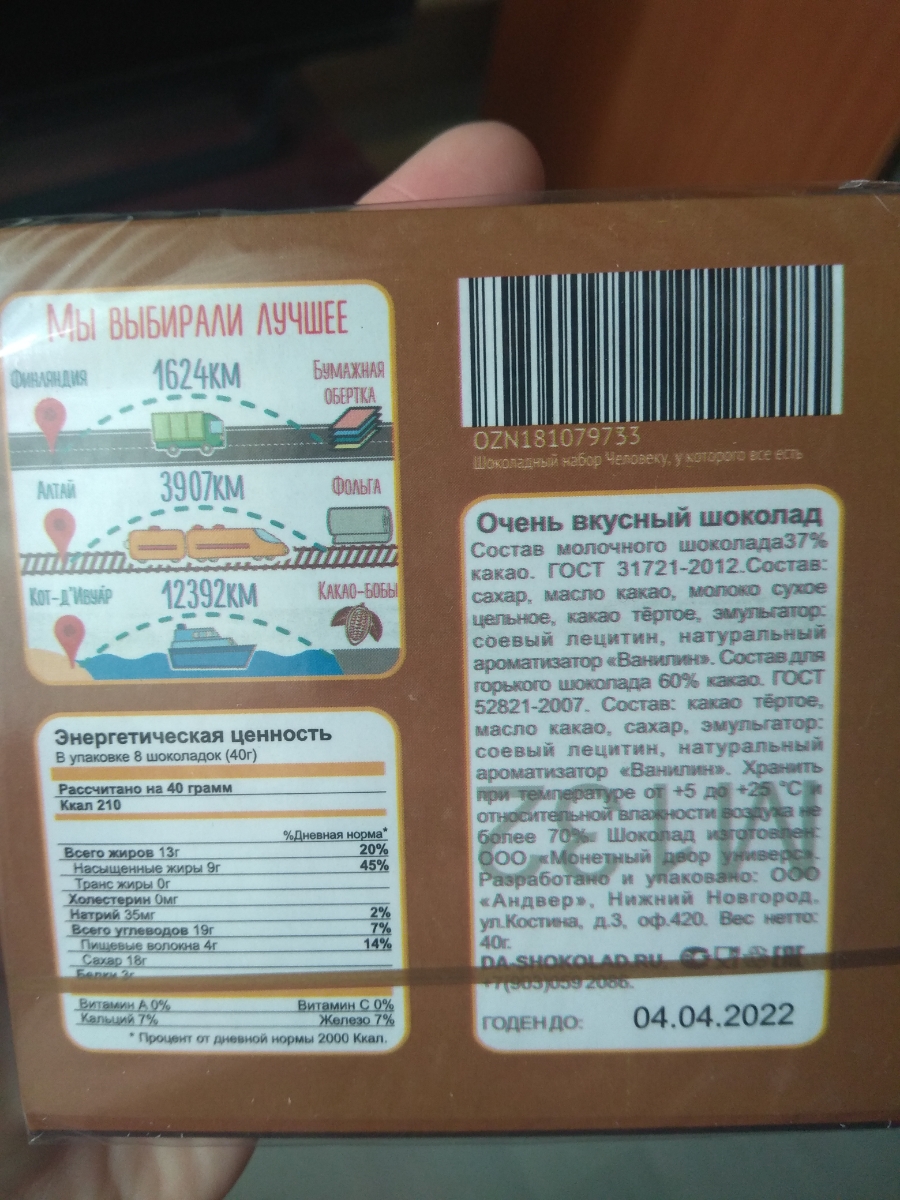 Мы выбирали лучшее
Финляндия
1624км
Бумажная
обертка
Алтай
3907км
Фольга
Кот-д'Ивуар
12392км
Какао-бобы
Энергетическая ценность
В упаковке 8 шоколадок (40г)
Рассчитано на 40 грамм
Ккал 210
%Дневная норма*
Всего жиров 13г 20%
Насыщенные жиры 9г 45%
Транс жиры 0г
Холестерин 0мг
Натрий 35мг 2%
Всего углеводов 19г 7%
Пищевые волокна 4г 14%
Сахар 18г
Белки 3г
Витамин А 0% Витамин С 0%
Кальций 7% Железо 7%
* Процент от дневной нормы 2000 Ккал.
OZN181079733
Шоколадный набор Человеку, у которого все есть
Очень вкусный шоколад
Состав молочного шоколада37%
какао. ГОСТ 31721-2012.Состав:
сахар, масло какао, молоко сухое
цельное, какао тёртое, эмульгатор:
соевый лецитин, натуральный
ароматизатор «Ванилин». Состав для
горького шоколада 60% какао. ГОСТ
52821-2007. Состав: какао тёртое,
масло какао, сахар, эмульгатор:
соевый лецитин, натуральный
ароматизатор «Ванилин». Хранить
при температуре от +5 до +25 °С и
относительной влажности воздуха не
более 70%. Шоколад изготовлен:
ООО «Монетный двор универс».
Разработано и упаковано: ООО
«Андвер», Нижний Новгород,
ул.Костина, д.3, оф.420. Вес нетто:
40г.
DA-SHOKOLAD.RU EAC
+7(903)059 2086.
ГОДЕН ДО: 04.04.2022